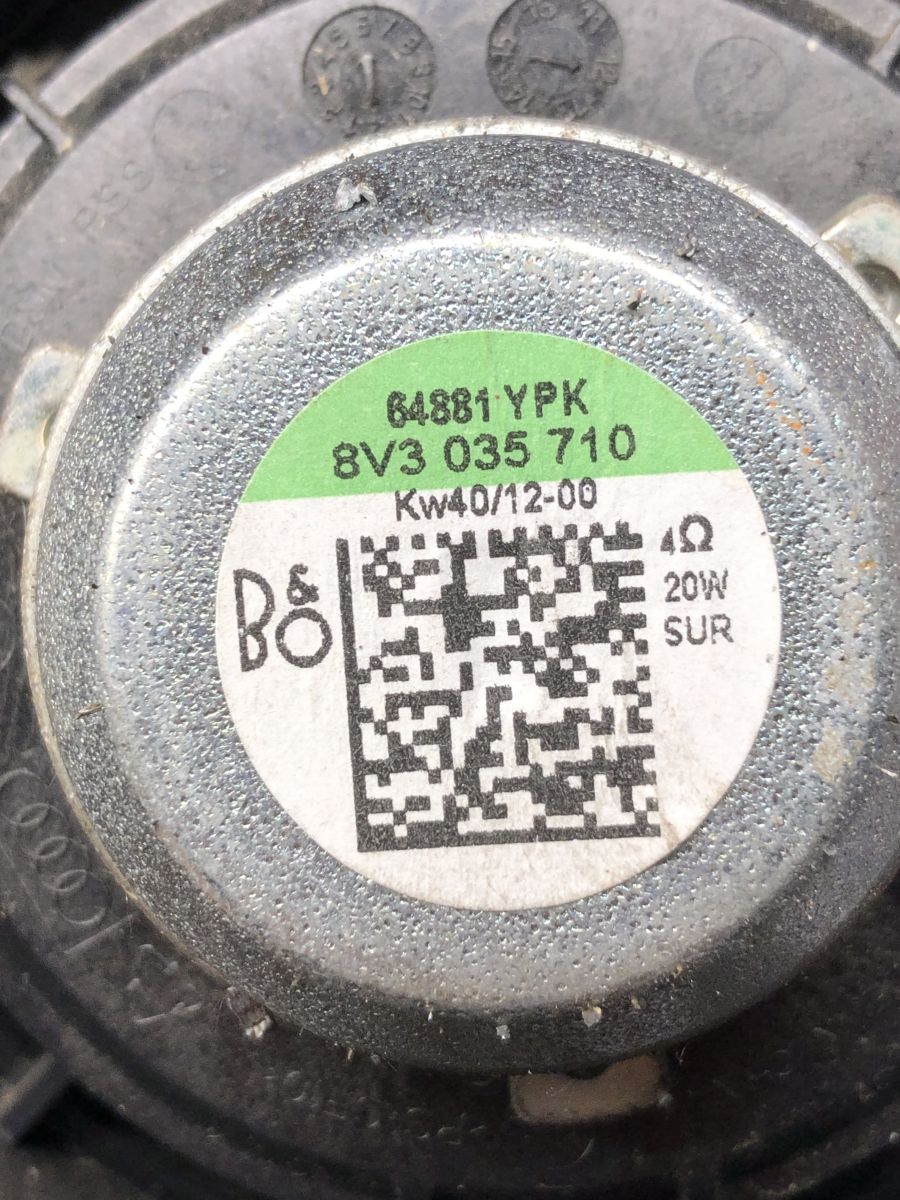 64881 YPK
8V3 035 710
Kw40/12-00
B&O
4Ω
20W
SUR